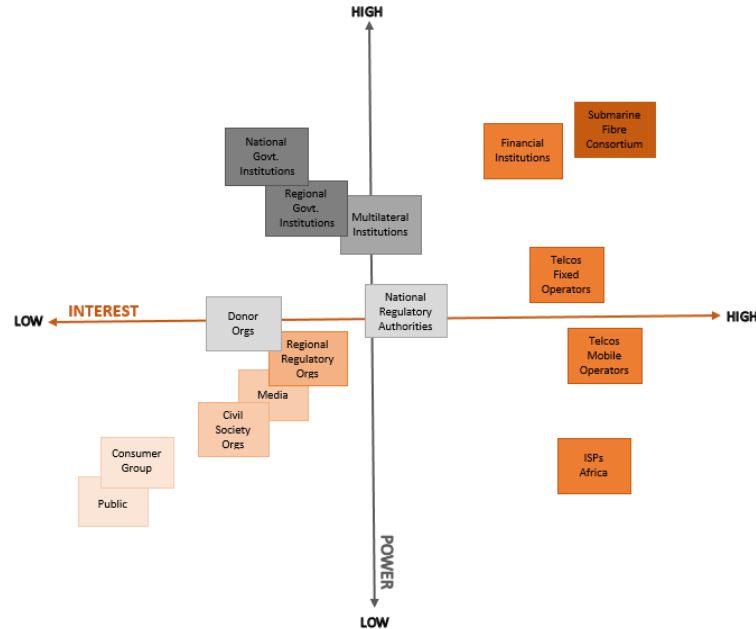 HIGH
Submarine
Fibre
Consortium
National
Govt.
Institutions
Financial
Institutions
Regional
Govt.
Institutions
Multilateral
Institutions
Telcos
Fixed
Operators
INTEREST
LOW
Donor
Orgs
National
Regulatory
Authorities
HIGH
Regional
Regulatory
Orgs
Telcos
Mobile
Operators
Media
Civil
Society
Orgs
Consumer
Group
ISPs
Africa
Public
POWER
LOW